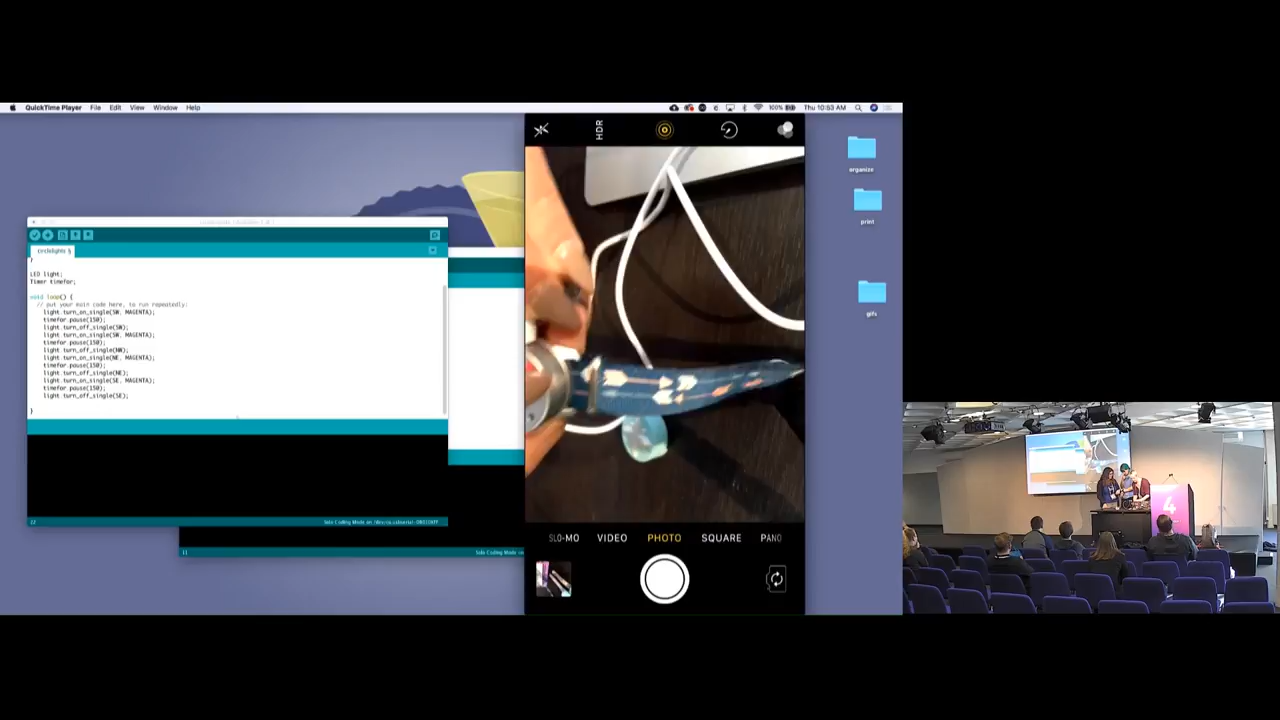 QuickTime Player File Edit View Window Help
100% Thu 10:53 AM
HDR
organize
print
gifs
circlelights §
}
LED light;
Timer timefor;
void loop() {
// put your main code here, to run repeatedly:
light.turn_on_single(SW, MAGENTA);
timefor.pause(150);
light.turn_off_single(SW);
light.turn_on_single(SW, MAGENTA);
timefor.pause(150);
light.turn_off_single(NW);
light.turn_on_single(NE, MAGENTA);
timefor.pause(150);
light.turn_off_single(NE);
light.turn_on_single(SE, MAGENTA);
timefor.pause(150);
light.turn_off_single(SE);
}
SLO-MO VIDEO PHOTO SQUARE PANO
4